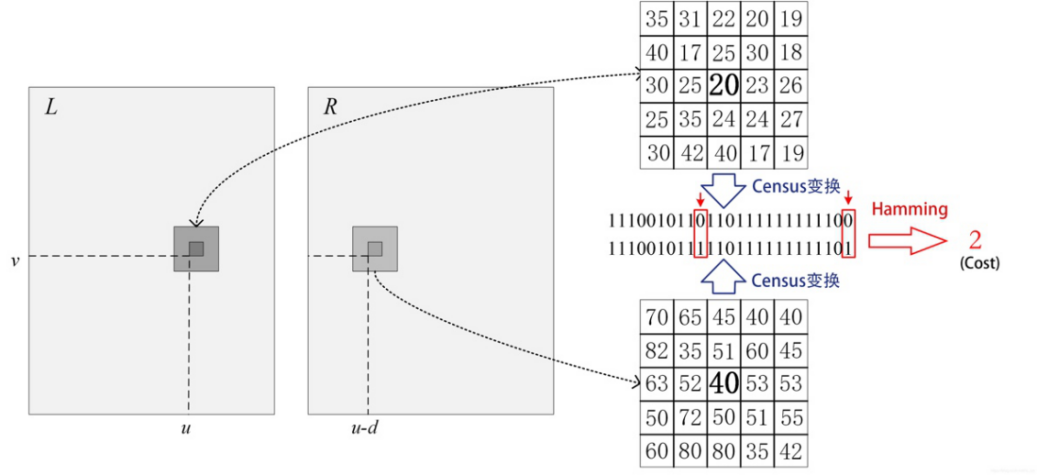 L
R
v
u
u-d
35 31 22 20 19
40 17 25 30 18
30 25 20 23 26
25 35 24 24 27
30 42 40 17 19
Census变换
1110010110110111111111100
1110010111110111111111101
Hamming
2
(Cost)
Census变换
70 65 45 40 40
82 35 51 60 45
63 52 40 53 53
50 72 50 51 55
60 80 80 35 42